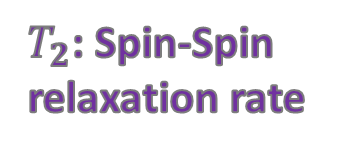 T₂: Spin-Spin
relaxation rate